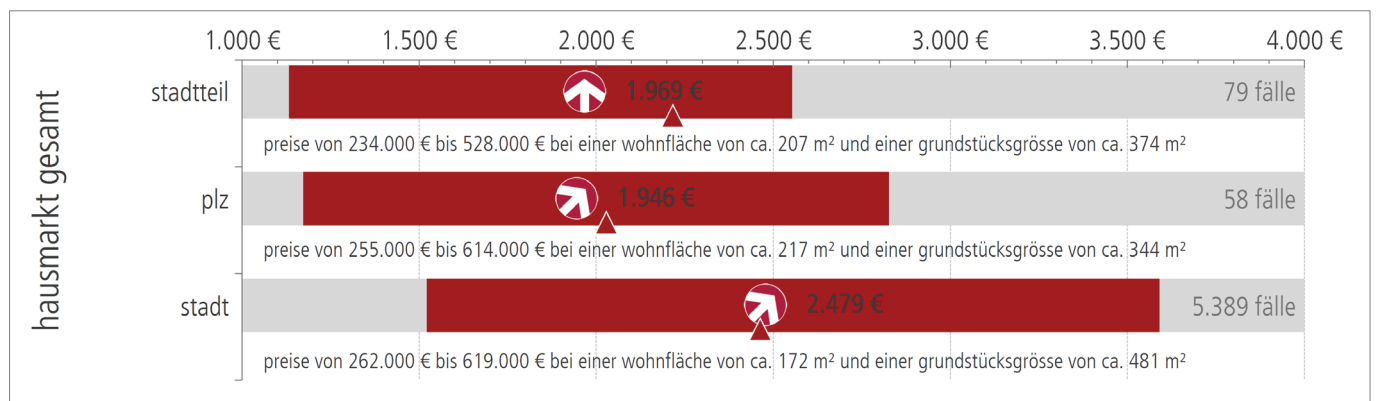 1.000 € 1.500 € 2.000 € 2.500 € 3.000 € 3.500 € 4.000 €
hausmarkt gesamt
stadtteil 1.969 € 79 fälle
preise von 234.000 € bis 528.000 € bei einer wohnfläche von ca. 207 m² und einer grundstücksgrösse von ca. 374 m²
plz 1.946 € 58 fälle
preise von 255.000 € bis 614.000 € bei einer wohnfläche von ca. 217 m² und einer grundstücksgrösse von ca. 344 m²
stadt 2.479 € 5.389 fälle
preise von 262.000 € bis 619.000 € bei einer wohnfläche von ca. 172 m² und einer grundstücksgrösse von ca. 481 m²